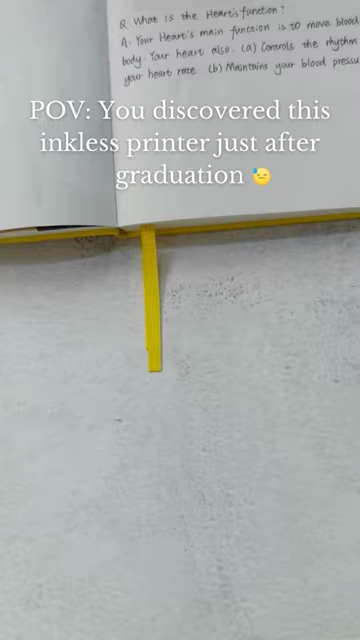 Q. What is the Heart's function?
A. Your Heart's main function is to move blood
body. Your heart also. (a) Controls the rhythm
your heart rate (b) Maintains your blood pressu
POV: You discovered this
inkless printer just after
graduation 😓